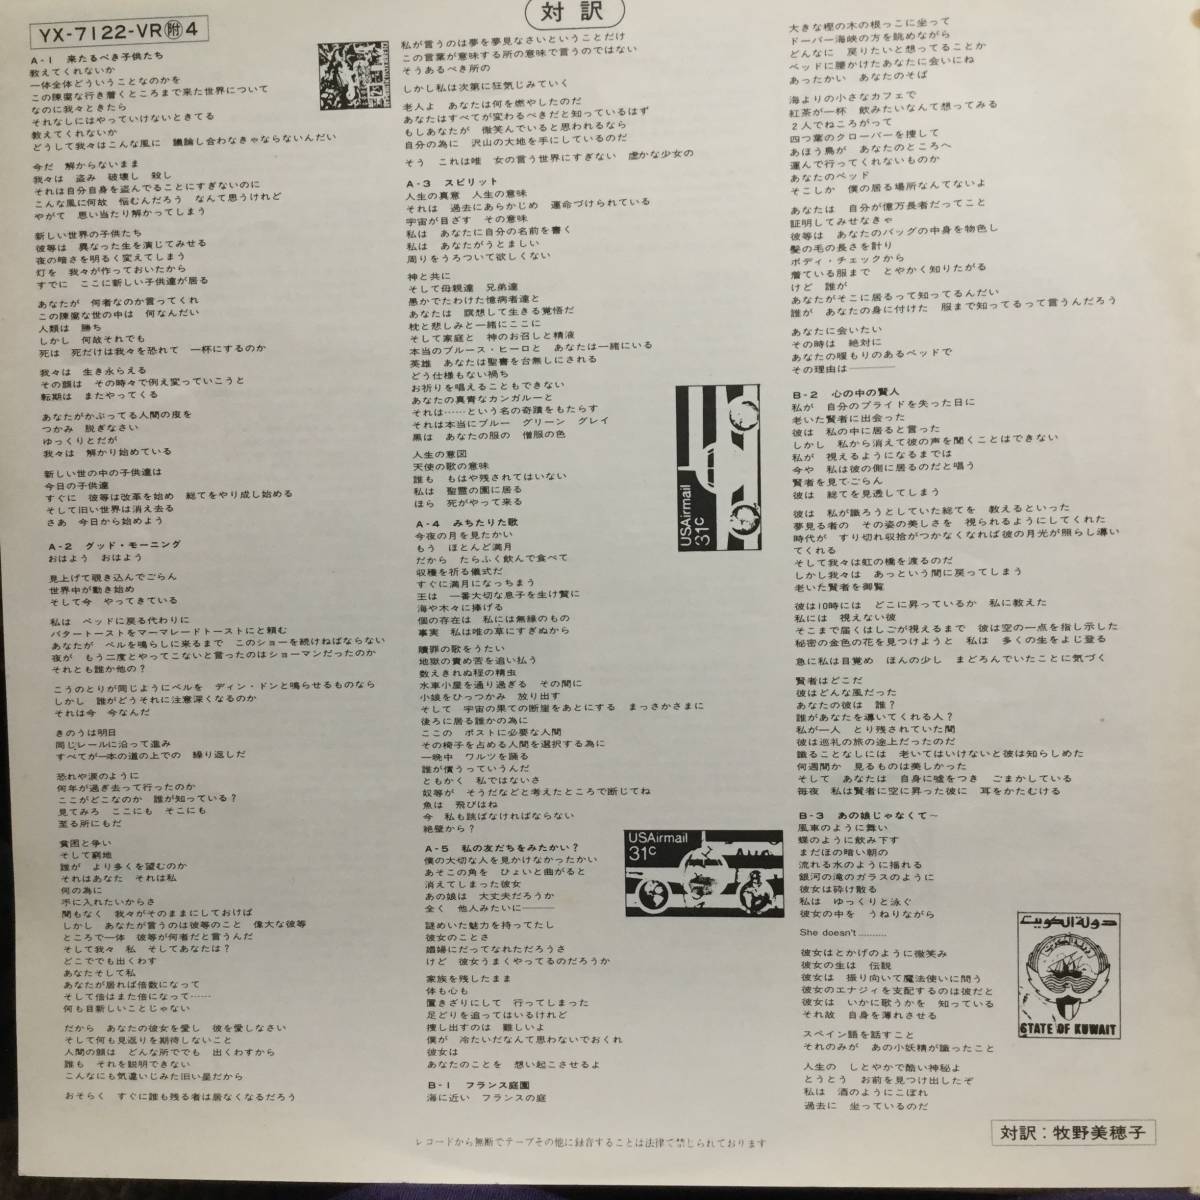 YX-7122-VR附4
対訳
A-1 来たるべき子供たち
教えてくれないか
一体全体どういうことなのかを
この陳腐な行き着くところまで来た世界について
なのに我々ときたら
それなしにはやっていけないときてる
教えてくれないか
どうして我々はこんな風に 議論し合わなきゃならないんだい
今だ 解からないまま
我々は 盗み 破壊し 殺し
それは自分自身を盗んでることにすぎないのに
こんな風に何故 悩むんだろう なんて思うけれど
やがて 思い当たり解かってしまう
新しい世界の子供たち
彼等は 異なった生を演じてみせる
夜の暗さを明るく変えてしまう
灯を 我々が作っておいたから
すでに ここに新しい子供達が居る
あなたが 何者なのか言ってくれ
この陳腐な世の中は 何なんだい
人類は 勝ち
しかし 何故それでも
死は 死だけは我々を恐れて 一杯にするのか
我々は 生き永らえる
その顔は その時々で例え変っていこうと
転期は またやってくる
あなたがかぶってる人間の皮を
つかみ 脱ぎなさい
ゆっくりとだが
我々は 解かり始めている
新しい世の中の子供達は
今日の子供達
すぐに 彼等は改革を始め 総てをやり成し始める
そして旧い世界は消え去る
さあ 今日から始めよう
A-2 グッド・モーニング
おはよう おはよう
見上げて覗き込んでごらん
世界中が動き始め
そして今 やってきている
私は ベッドに戻る代わりに
バタートーストをマーマレードトーストにと頼む
あなたが ベルを鳴らしに来るまで このショーを続けねばならない
夜が もう二度とやってこないと言ったのはショーマンだったのか
それとも誰か他の？
こうのとりが同じようにベルを ディン・ドンと鳴らせるものなら
しかし 誰がどうそれに注意深くなるのか
それは今 今なんだ
きのうは明日
同じレールに沿って進み
すべてが一本の道の上での 繰り返しだ
恐れや涙のように
何年が過ぎ去って行ったのか
ここがどこなのか 誰が知っている？
見てみろ ここにも そこにも
至る所にもだ
貧困と争い
そして窮地
誰が より多くを望むのか
それはあなた それは私
何の為に
手に入れたいからさ
間もなく 我々がそのままにしておけば
しかし あなたが言うのは彼等のこと 偉大な彼等
ところで一体 彼等が何者だと言うんだ
そして我々 私 そしてあなたは？
どこででも出くわす
あなたそして私
あなたが居れば倍数になって
そして倍はまた倍になって……
何も目新しいことじゃない
だから あなたの彼女を愛し 彼を愛しなさい
そして何も見返りを期待しないこと
人間の顔は どんな所ででも 出くわすから
誰も それを説明できない
こんなにも気違いじみた旧い星だから
おそらく すぐに誰も残る者は居なくなるだろう
私が言うのは夢を夢見なさいということだけ
この言葉が意味する所の意味で言うのではない
そうあるべき所の
しかし私は次第に狂気じみていく
老人よ あなたは何を燃やしたのだ
あなたはすべてが変わるべきだと知っているはず
もしあなたが 微笑んでいると思われるなら
自分の為に 沢山の大地を手にしているのだ
そう これは唯 女の言う世界にすぎない 虚かな少女の
A-3 スピリット
人生の真意 人生の意味
それは 過去にあらかじめ 運命づけられている
宇宙が目ざす その意味
私は あなたに自分の名前を書く
私は あなたがうとましい
周りをうろついて欲しくない
神と共に
そして母親達 兄弟達
愚かでたわけた憶病者達と
あなたは 瞑想して生きる覚悟だ
枕と悲しみと一緒にここに
そして家庭と 神のお召しと精液
本当のブルース・ヒーロと あなたは一緒にいる
英雄 あなたは聖書を台無しにされる
どう仕様もない禍ち
お祈りを唱えることもできない
あなたの真青なカンガルーと
それは……という名の奇蹟をもたらす
それは本当にブルー グリーン グレイ
黒は あなたの服の 僧服の色
人生の意図
天使の歌の意味
誰も もはや残されてはいない
私は 聖霊の園に居る
ほら 死がやって来る
A-4 みちたりた歌
今夜の月を見たかい
もう ほとんど満月
だから たらふく飲んで食べて
収穫を祈る儀式だ
すぐに満月になっちまう
王は 一番大切な息子を生け贄に
海や木々に捧げる
個の存在は 私には無縁のもの
事実 私は唯の草にすぎぬから
贖罪の歌をうたい
地獄の責め苦を追い払う
数えきれぬ程の精虫
水車小屋を通り過ぎる その間に
小娘をひっつかみ 放り出す
そして 宇宙の果ての断崖をあとにする まっさかさまに
後ろに居る誰かの為に
ここの ポストに必要な人間
その椅子を占める人間を選択する為に
一晩中 ワルツを踊る
誰が償うっていうんだ
ともかく 私ではないさ
奴等が そうだなどと考えたところで断じてね
魚は 飛びはね
今 私も跳ばなければならない
絶壁から？
A-5 私の友だちをみたかい？
僕の大切な人を見かけなかったかい
あそこの角を ひょいと曲がると
消えてしまった彼女
あの娘は 大丈夫だろうか
全く 他人みたいに――
謎めいた魅力を持ってたし
彼女のことさ
娼婦にだってなれただろうさ
けど 彼女うまくやってるのだろうか
家族を残したまま
体も心も
置きざりにして 行ってしまった
足どりを追ってはいるけれど
捜し出すのは 難しいよ
僕が 冷たいだなんて思わないでおくれ
彼女は
あなたのことを 想い起こさせるよ
B-1 フランス庭園
海に近い フランスの庭
大きな樫の木の根っこに坐って
ドーバー海峡の方を眺めながら
どんなに 戻りたいと想ってることか
ベッドに腰かけたあなたに会いにね
あったかい あなたのそば
海よりの小さなカフェで
紅茶が一杯 飲みたいなんて想ってみる
2人でねころがって
四つ葉のクローバーを捜して
あほう鳥が あなたのところへ
運んで行ってくれないものか
あなたのベッド
そこしか 僕の居る場所なんてないよ
あなたは 自分が億万長者だってこと
証明してみせなきゃ
彼等は あなたのバッグの中身を物色し
髪の毛の長さを計り
ボディ・チェックから
着ている服まで とやかく知りたがる
けど 誰が
あなたがそこに居るって知ってるんだい
誰が あなたの身に付けた 服まで知ってるって言うんだろう
あなたに会いたい
その時は 絶対に
あなたの暖もりのあるベッドで
その理由は――――
B-2 心の中の賢人
私が 自分のプライドを失った日に
老いた賢者に出会った
彼は 私の中に居ると言った
しかし 私から消えて彼の声を聞くことはできない
私が 視えるようになるまでは
今や 私は彼の側に居るのだと唱う
賢者を見てごらん
彼は 総てを見透してしまう
彼は 私が識ろうとしていた総てを 教えるといった
夢見る者の その姿の美しさを 視られるようにしてくれた
時代が すり切れ収拾がつかなくなれば彼の月光が照らし導い
てくれる
そして我々は虹の橋を渡るのだ
しかし我々は あっという間に戻ってしまう
老いた賢者を御覧
彼は10時には どこに昇っているか 私に教えた
私には 視えない彼
そこまで届くはしごが視えるまで 彼は空の一点を指し示した
秘密の金色の花を見つけようと 私は 多くの生をよじ登る
急に私は目覚め ほんの少し まどろんでいたことに気づく
賢者はどこだ
彼はどんな風だった
あなたの彼は 誰？
誰があなたを導いてくれる人？
私が一人 とり残されていた間
彼は巡礼の旅の途上だったのだ
識ることなしには 老いてはいけないと彼は知らしめた
何週間か 見るものは美しかった
そして あなたは 自身に嘘をつき ごまかしている
毎夜 私は賢者に空に昇った彼に 耳をかたむける
B-3 あの娘じゃなくて～
風車のように舞い
蝶のように飲み下す
まだほの暗い朝の
流れる水のように揺れる
銀河の滝のガラスのように
彼女は砕け散る
私は ゆっくりと泳ぐ
彼女の中を うねりながら
She doesn't..........
彼女はとかげのように微笑み
彼女の生は 伝説
彼女は 振り向いて魔法使いに問う
彼女のエナジィを支配するのは彼だと
彼女は いかに歌うかを 知っている
それ故 自身を薄れさせる
スペイン語を話すこと
それのみが あの小妖精が識ったこと
人生の しとやかで酷い神秘よ
とうとう お前を見つけ出したぞ
私は 酒のようにこぼれ
過去に 坐っているのだ
USAirmail
31c
USAirmail
31c
دولة الكويت
STATE OF KUWAIT
対訳：牧野美穂子
レコードから無断でテープその他に録音することは法律で禁じられております